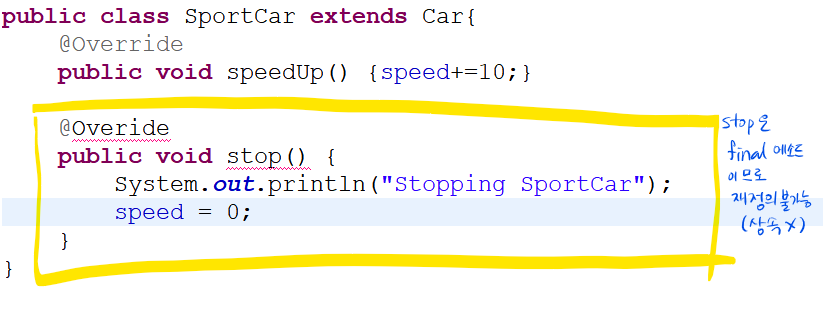 public class SportCar extends Car{
@Override
public void speedUp() {speed+=10;}
@Overide
public void stop() {
System.out.println("Stopping SportCar");
speed = 0;
}
}
stop은
final 메소드
이므로
재정의불가능
(상속X)